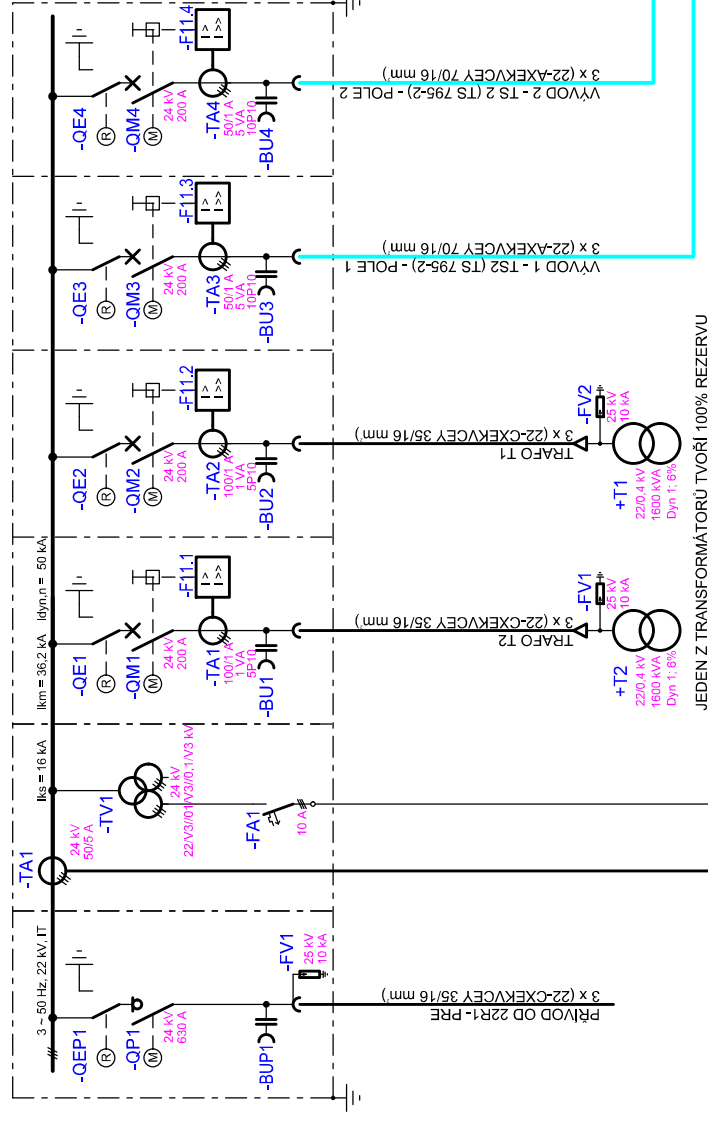 3 ~ 50 Hz, 22 kV, IT
-QEP1
R
-QP1
24 kV
630 A
M
-BUP1
-FV1
25 kV
10 kA
PŘÍVOD OD 22R1-PRE
3 x (22-CXEKVCEY 35/16 mm²)
-TA1
24 kV
50/5 A
Iks = 16 kA
-TV1
24 kV
22/V3//01/V3//0,1/V3 kV
-FA1
10 A
Ikm = 36,2 kA
Idyn,n = 50 kA
-QE1
R
-QM1
24 kV
200 A
M
-F11.1
I >
I >>
-TA1
100/1 A
1 VA
5P10
-BU1
TRAFO T2
3 x (22-CXEKVCEY 35/16 mm²)
-FV1
25 kV
10 kA
+T2
22/0,4 kV
1600 kVA
Dyn 1; 6%
-QE2
R
-QM2
24 kV
200 A
M
-F11.2
I >
I >>
-TA2
100/1 A
1 VA
5P10
-BU2
TRAFO T1
3 x (22-CXEKVCEY 35/16 mm²)
-FV2
25 kV
10 kA
+T1
22/0,4 kV
1600 kVA
Dyn 1; 6%
JEDEN Z TRANSFORMÁTORŮ TVOŘÍ 100% REZERVU
-QE3
R
-QM3
24 kV
200 A
M
-F11.3
I >
I >>
-TA3
50/1 A
5 VA
10P10
-BU3
VÝVOD 1 - TS2 (TS 795-2) - POLE 1
3 x (22-AXEKVCEY 70/16 mm²)
-QE4
R
-QM4
24 kV
200 A
M
-F11.4
I >
I >>
-TA4
50/1 A
5 VA
10P10
-BU4
VÝVOD 2 - TS 2 (TS 795-2) - POLE 2
3 x (22-AXEKVCEY 70/16 mm²)